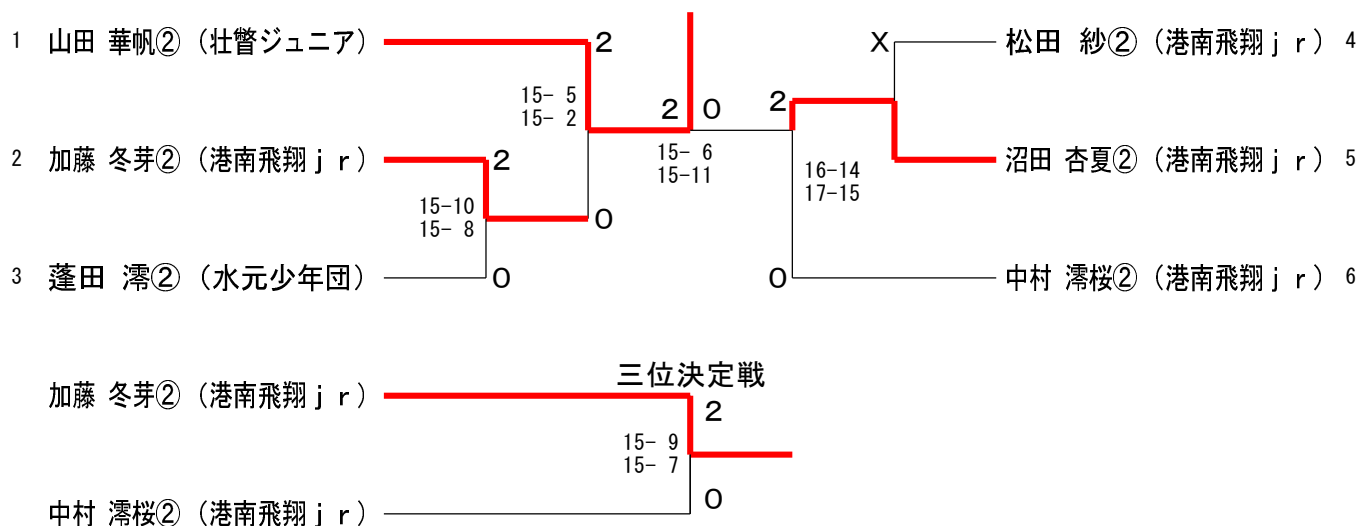 1 山田 華帆② (壮瞥ジュニア) 2 X 松田 紗② (港南飛翔ｊｒ) 4
15- 5
15- 2
2 0 2
2 加藤 冬芽② (港南飛翔ｊｒ) 2 沼田 杏夏② (港南飛翔ｊｒ) 5
15- 6
15-11
16-14
17-15
15-10
15- 8
0
3 蓬田 澪② (水元少年団) 0 0 中村 澪桜② (港南飛翔ｊｒ) 6
三位決定戦
加藤 冬芽② (港南飛翔ｊｒ) 2
15- 9
15- 7
中村 澪桜② (港南飛翔ｊｒ) 0